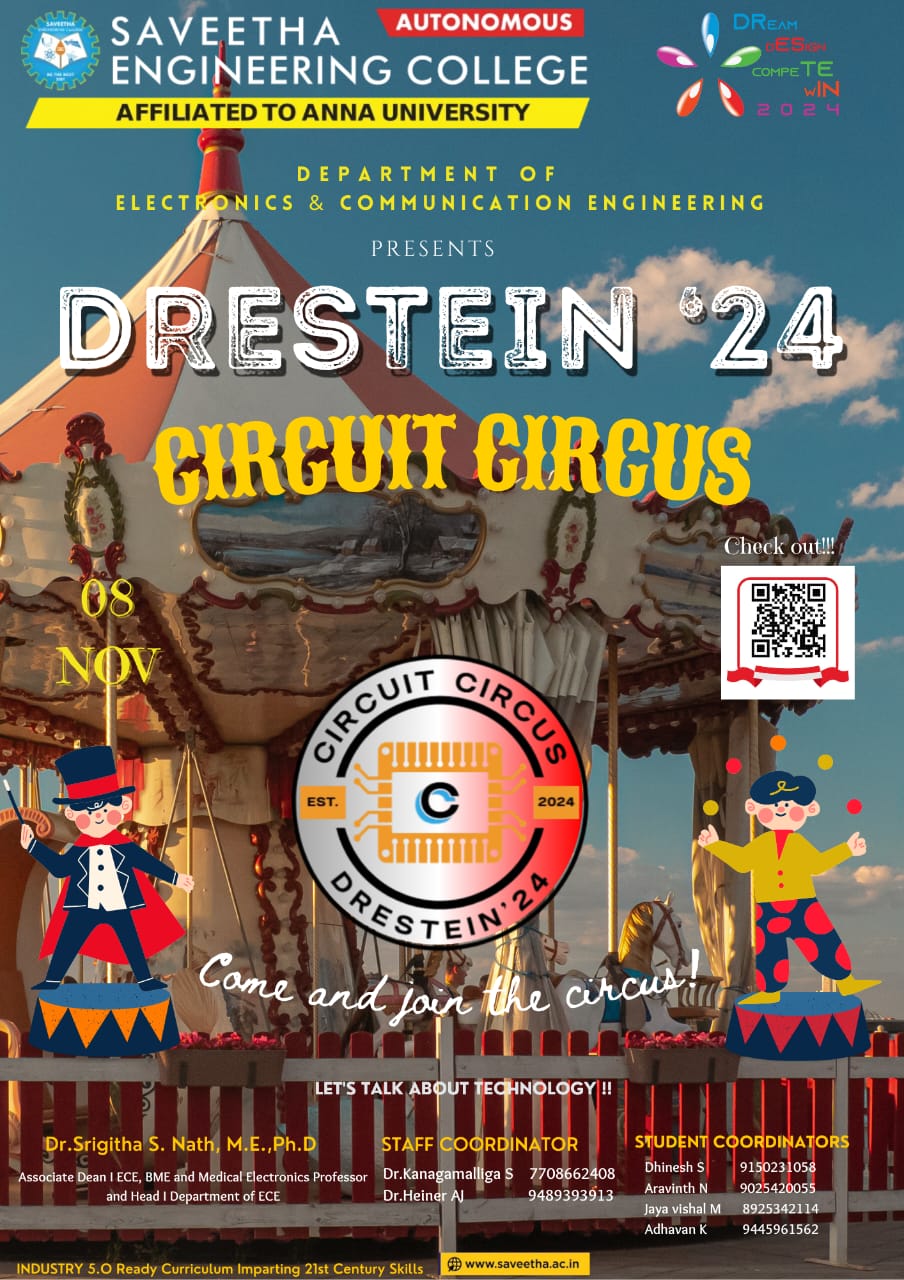 SAVEETHA
ENGINEERING COLLEGE
AUTONOMOUS
AFFILIATED TO ANNA UNIVERSITY
DREAM
DESIGN
COMPETE
WIN
2024
DEPARTMENT OF
ELECTRONICS & COMMUNICATION ENGINEERING
PRESENTS
DRESTEIN ‘24
CIRCUIT CIRCUS
Check out!!!
08
NOV
CIRCUIT CIRCUS
EST.
2024
DRESTEIN'24
Come and join the circus!
LET'S TALK ABOUT TECHNOLOGY !!
Dr.Srigitha S. Nath, M.E.,Ph.D
Associate Dean I ECE, BME and Medical Electronics Professor
and Head I Department of ECE
STAFF COORDINATOR
Dr.Kanagamalliga S 7708662408
Dr.Heiner AJ 9489393913
STUDENT COORDINATORS
Dhinesh S 9150231058
Aravinth N 9025420055
Jaya vishal M 8925342114
Adhavan K 9445961562
INDUSTRY 5.O Ready Curriculum Imparting 21st Century Skills
www.saveetha.ac.in